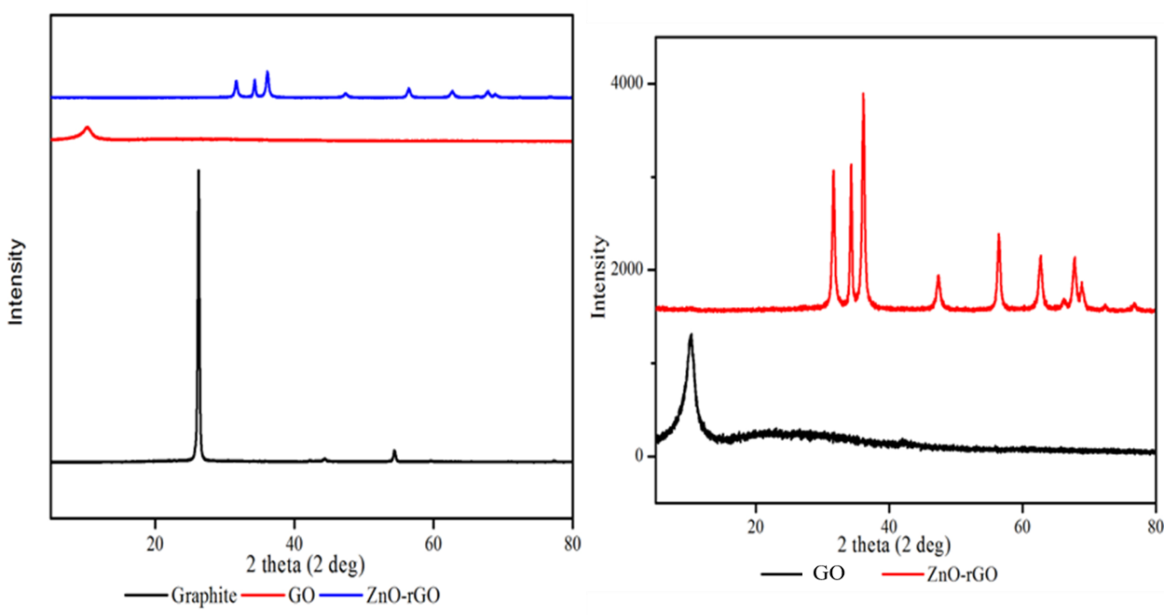 Intensity
20 40 60 80
2 theta (2 deg)
Graphite GO ZnO-rGO
4000
2000
0
Intensity
20 40 60 80
2 theta (2 deg)
GO ZnO-rGO